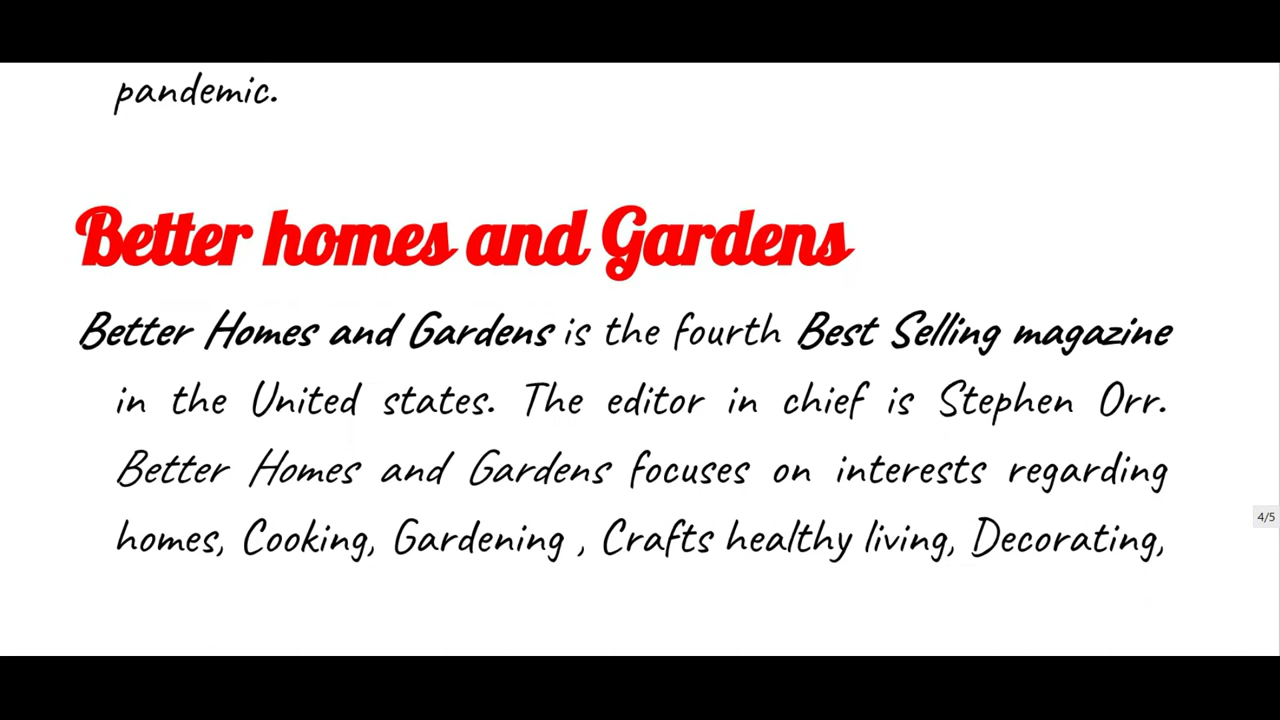 pandemic.
Better homes and Gardens
Better Homes and Gardens is the fourth Best Selling magazine
in the United states. The editor in chief is Stephen Orr.
Better Homes and Gardens focuses on interests regarding
homes, Cooking, Gardening , Crafts healthy living, Decorating,
4/5